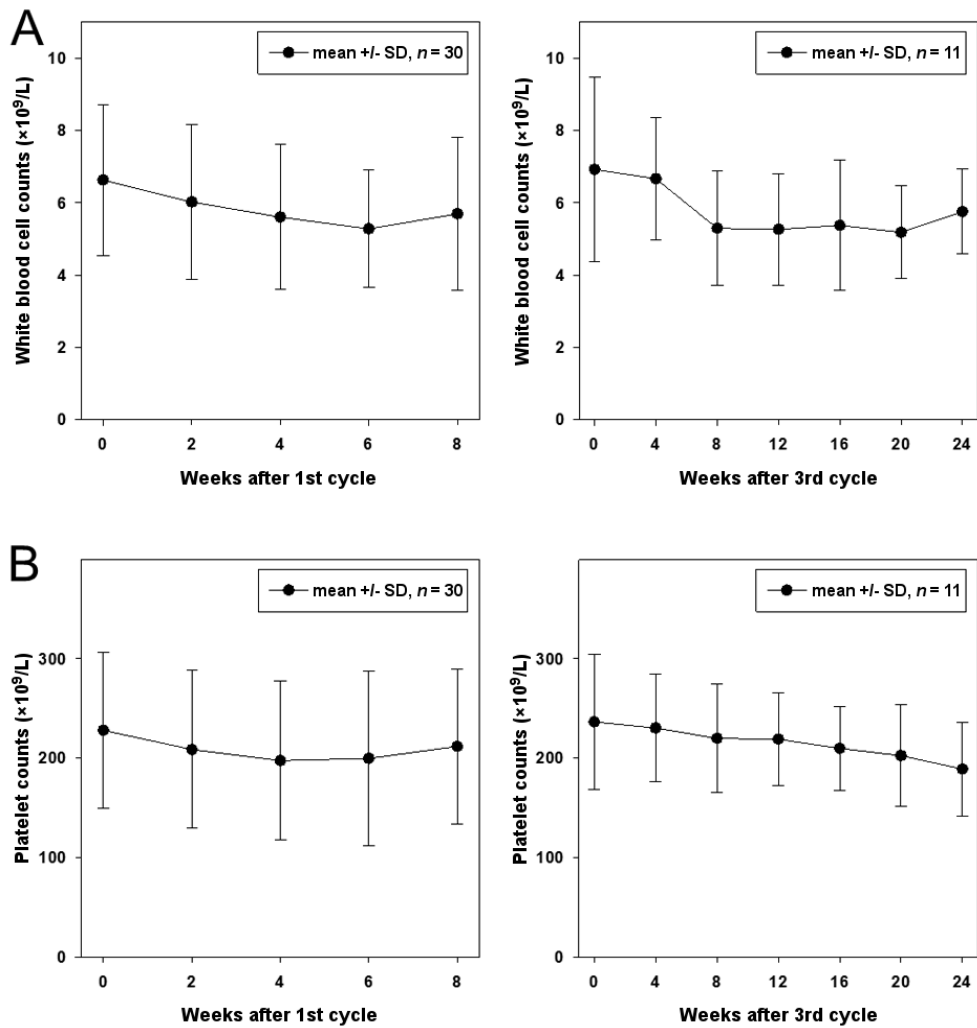 A
mean +/- SD, n = 30
White blood cell counts (×10⁹/L)
10
8
6
4
2
0
0 2 4 6 8
Weeks after 1st cycle
mean +/- SD, n = 11
White blood cell counts (×10⁹/L)
10
8
6
4
2
0
0 4 8 12 16 20 24
Weeks after 3rd cycle
B
mean +/- SD, n = 30
Platelet counts (×10⁹/L)
300
200
100
0
0 2 4 6 8
Weeks after 1st cycle
mean +/- SD, n = 11
Platelet counts (×10⁹/L)
300
200
100
0
0 4 8 12 16 20 24
Weeks after 3rd cycle